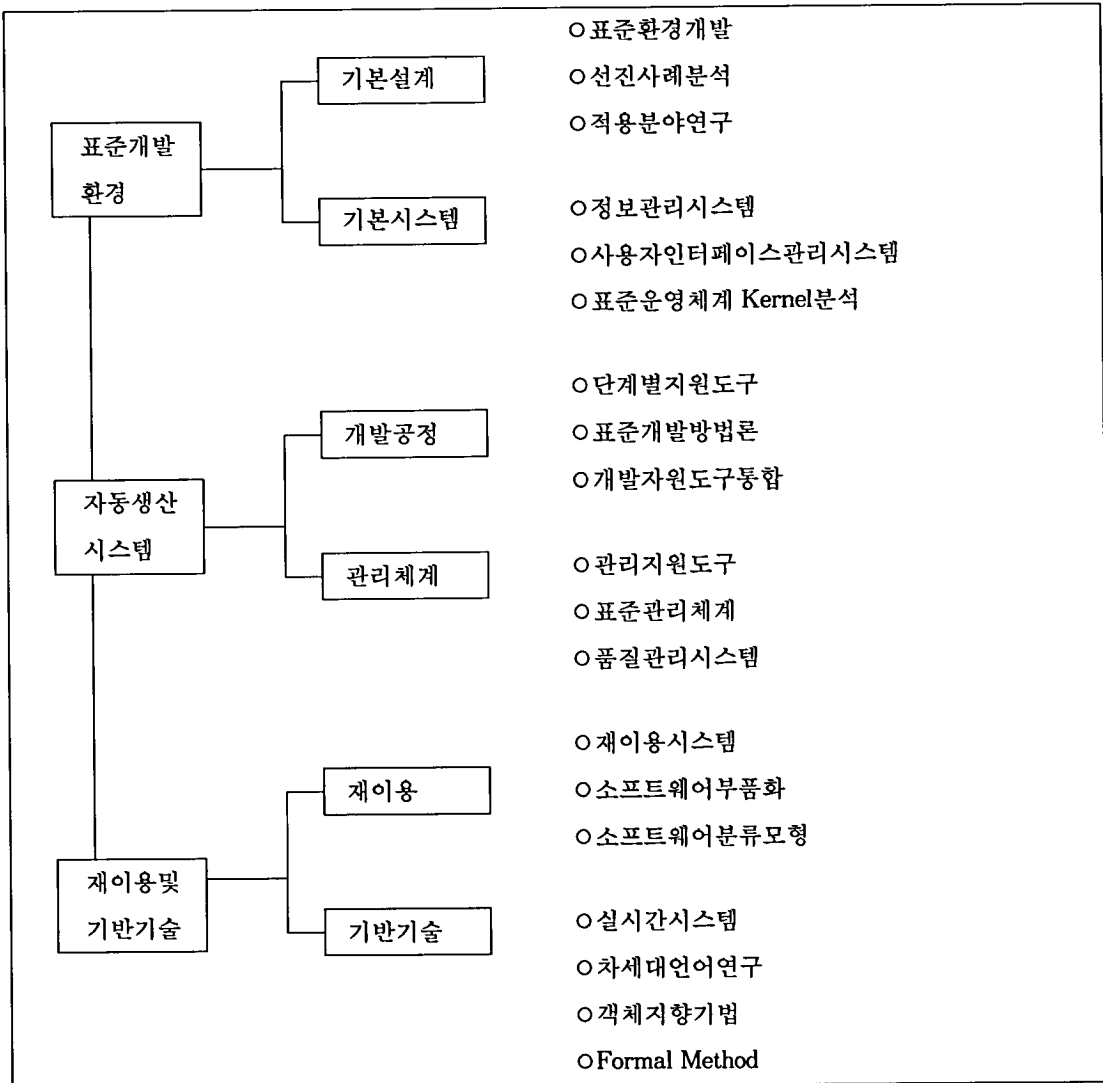 표준개발
환경
기본설계
○표준환경개발
○선진사례분석
○적용분야연구
기본시스템
○정보관리시스템
○사용자인터페이스관리시스템
○표준운영체계 Kernel분석
자동생산
시스템
개발공정
○단계별지원도구
○표준개발방법론
○개발자원도구통합
관리체계
○관리지원도구
○표준관리체계
○품질관리시스템
재이용및
기반기술
재이용
○재이용시스템
○소프트웨어부품화
○소프트웨어분류모형
기반기술
○실시간시스템
○차세대언어연구
○객체지향기법
○Formal Method